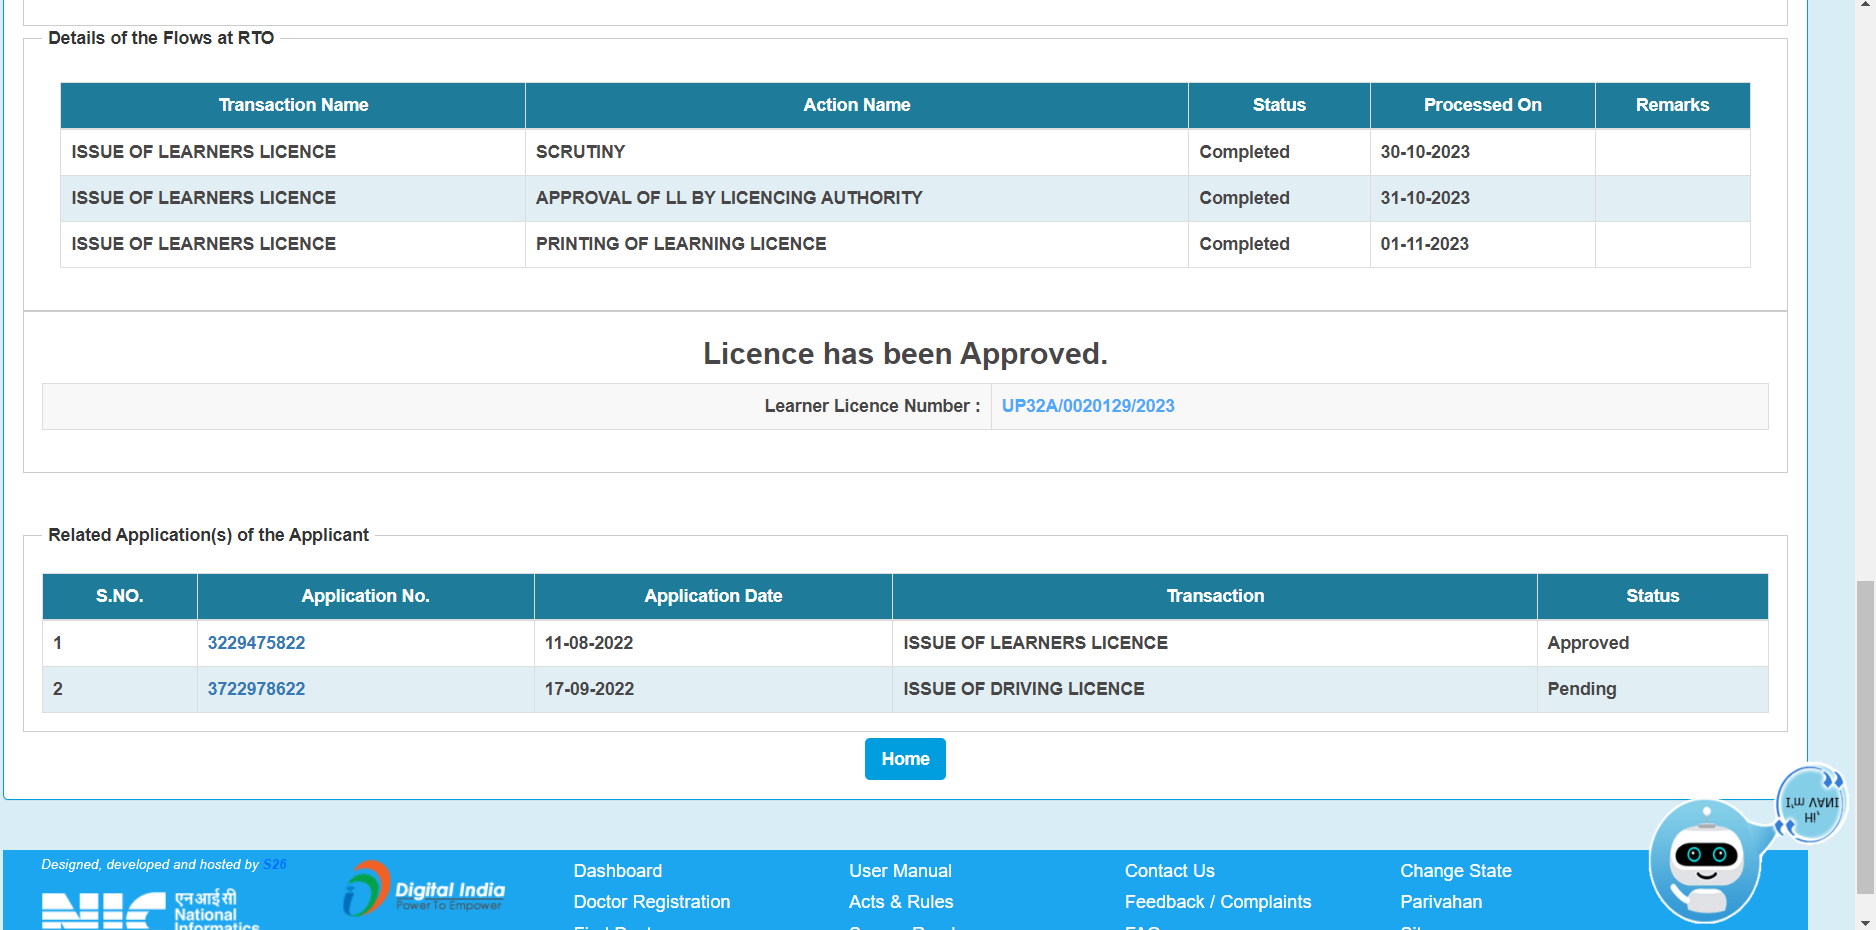 Details of the Flows at RTO
Transaction Name Action Name Status Processed On Remarks
ISSUE OF LEARNERS LICENCE SCRUTINY Completed 30-10-2023
ISSUE OF LEARNERS LICENCE APPROVAL OF LL BY LICENCING AUTHORITY Completed 31-10-2023
ISSUE OF LEARNERS LICENCE PRINTING OF LEARNING LICENCE Completed 01-11-2023
Licence has been Approved.
Learner Licence Number : UP32A/0020129/2023
Related Application(s) of the Applicant
S.NO. Application No. Application Date Transaction Status
1 3229475822 11-08-2022 ISSUE OF LEARNERS LICENCE Approved
2 3722978622 17-09-2022 ISSUE OF DRIVING LICENCE Pending
Home
Hi,
I'm VANI
Designed, developed and hosted by S26
NIC
एनआईसी
National
Informatics
Digital India
Power To Empower
Dashboard User Manual Contact Us Change State
Doctor Registration Acts & Rules Feedback / Complaints Parivahan